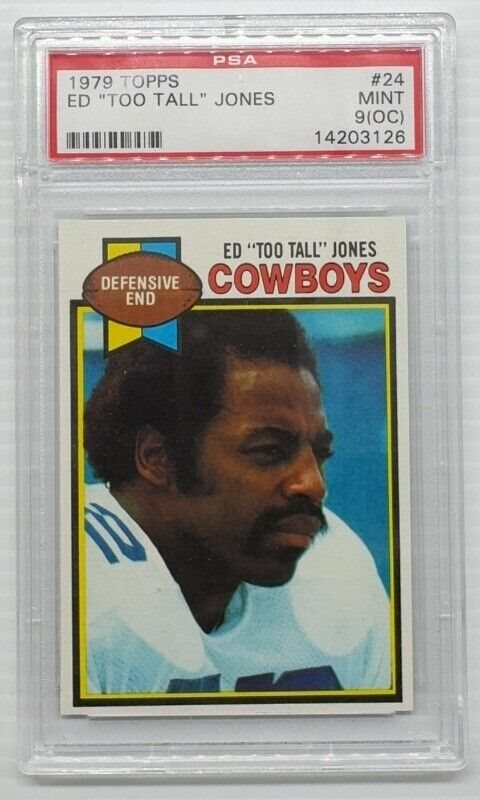 PSA
1979 TOPPS #24
ED "TOO TALL" JONES MINT
9(OC)
14203126
ED "TOO TALL" JONES
COWBOYS
DEFENSIVE
END